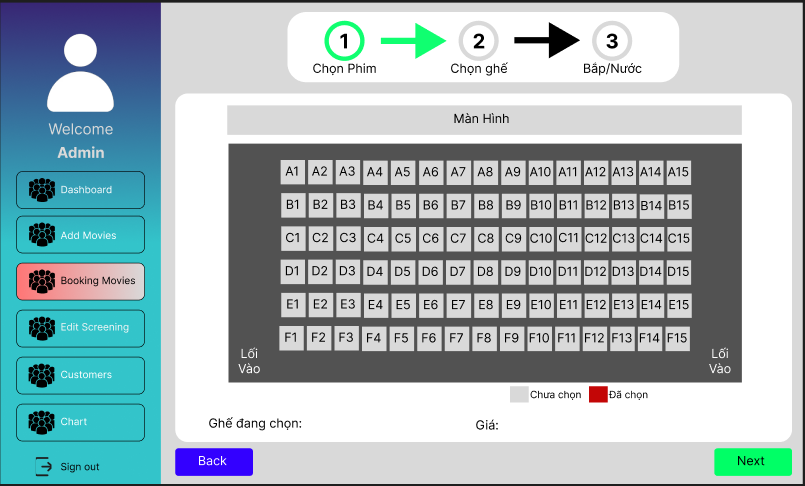 Welcome
Admin
Dashboard
Add Movies
Booking Movies
Edit Screening
Customers
Chart
Sign out
1 2 3
Chọn Phim Chọn ghế Bắp/Nước
Màn Hình
A1 A2 A3 A4 A5 A6 A7 A8 A9 A10 A11 A12 A13 A14 A15
B1 B2 B3 B4 B5 B6 B7 B8 B9 B10 B11 B12 B13 B14 B15
C1 C2 C3 C4 C5 C6 C7 C8 C9 C10 C11 C12 C13 C14 C15
D1 D2 D3 D4 D5 D6 D7 D8 D9 D10 D11 D12 D13 D14 D15
E1 E2 E3 E4 E5 E6 E7 E8 E9 E10 E11 E12 E13 E14 E15
F1 F2 F3 F4 F5 F6 F7 F8 F9 F10 F11 F12 F13 F14 F15
Lối Lối
Vào Vào
Chưa chọn Đã chọn
Ghế đang chọn: Giá:
Back Next